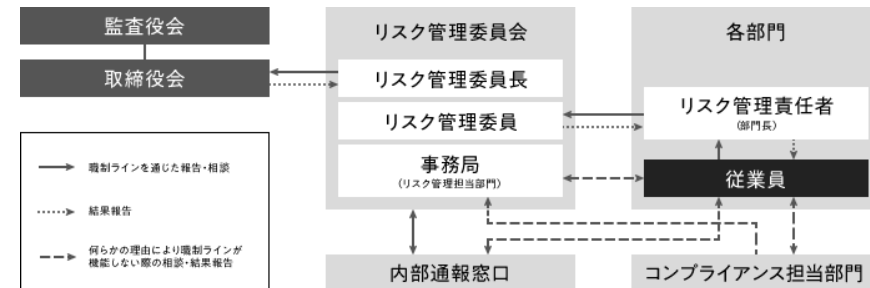 監査役会
取締役会
リスク管理委員会
リスク管理委員長
リスク管理委員
事務局
(リスク管理担当部門)
各部門
リスク管理責任者
(部門長)
従業員
職制ラインを通じた報告・相談
結果報告
何らかの理由により職制ラインが
機能しない際の相談・結果報告
内部通報窓口
コンプライアンス担当部門